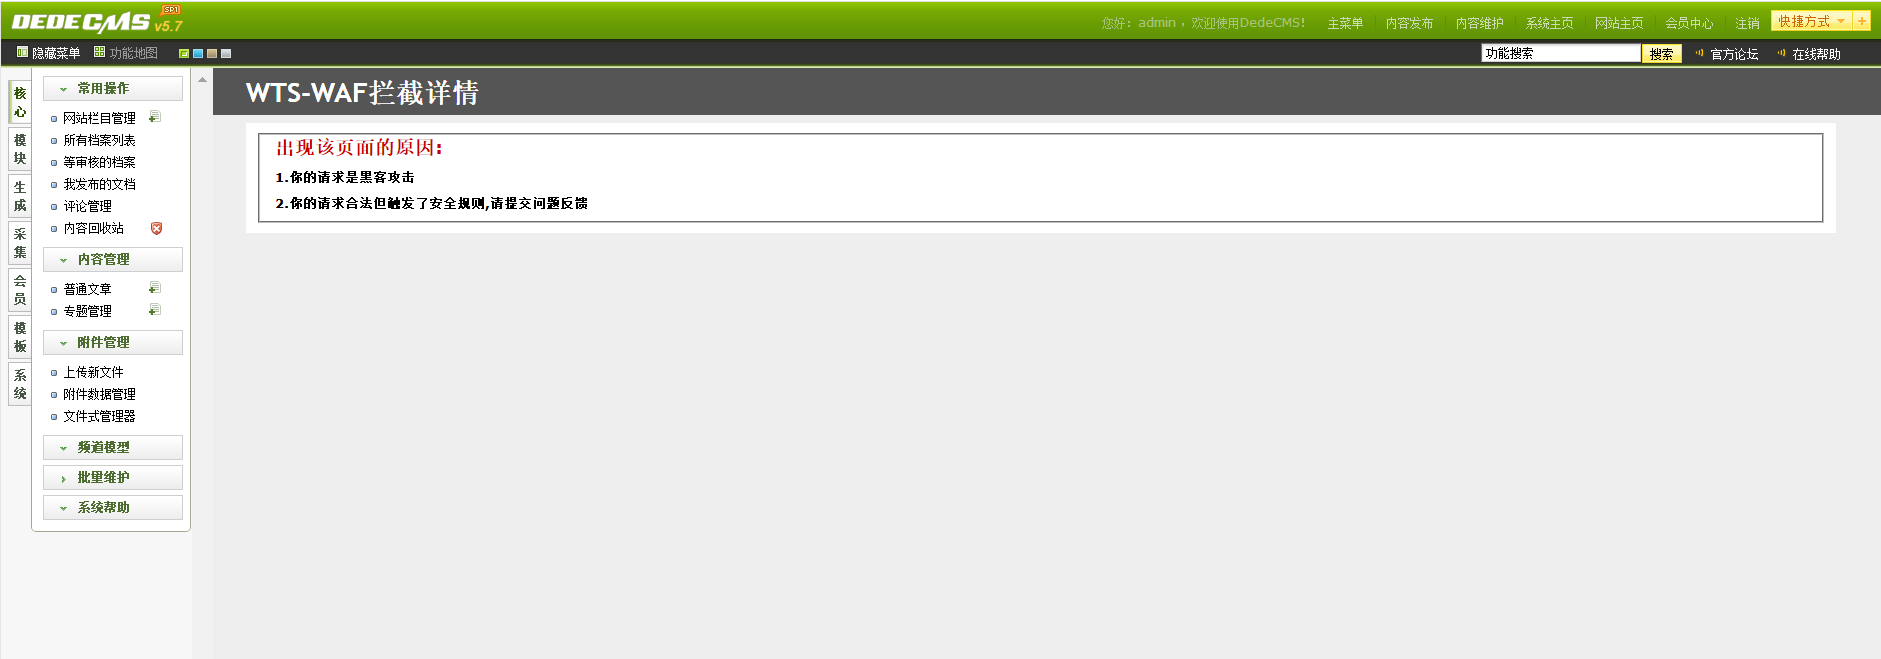 DEDECMS v5.7 SP1
您好：admin ，欢迎使用DedeCMS! 主菜单 内容发布 内容维护 系统主页 网站主页 会员中心 注销 快捷方式 +
隐藏菜单 功能地图 功能搜索 搜索 官方论坛 在线帮助
核心
模块
生成
采集
会员
模板
系统
常用操作
网站栏目管理
所有档案列表
等审核的档案
我发布的文档
评论管理
内容回收站
内容管理
普通文章
专题管理
附件管理
上传新文件
附件数据管理
文件式管理器
频道模型
批量维护
系统帮助
WTS-WAF拦截详情
出现该页面的原因:
1.你的请求是黑客攻击
2.你的请求合法但触发了安全规则,请提交问题反馈